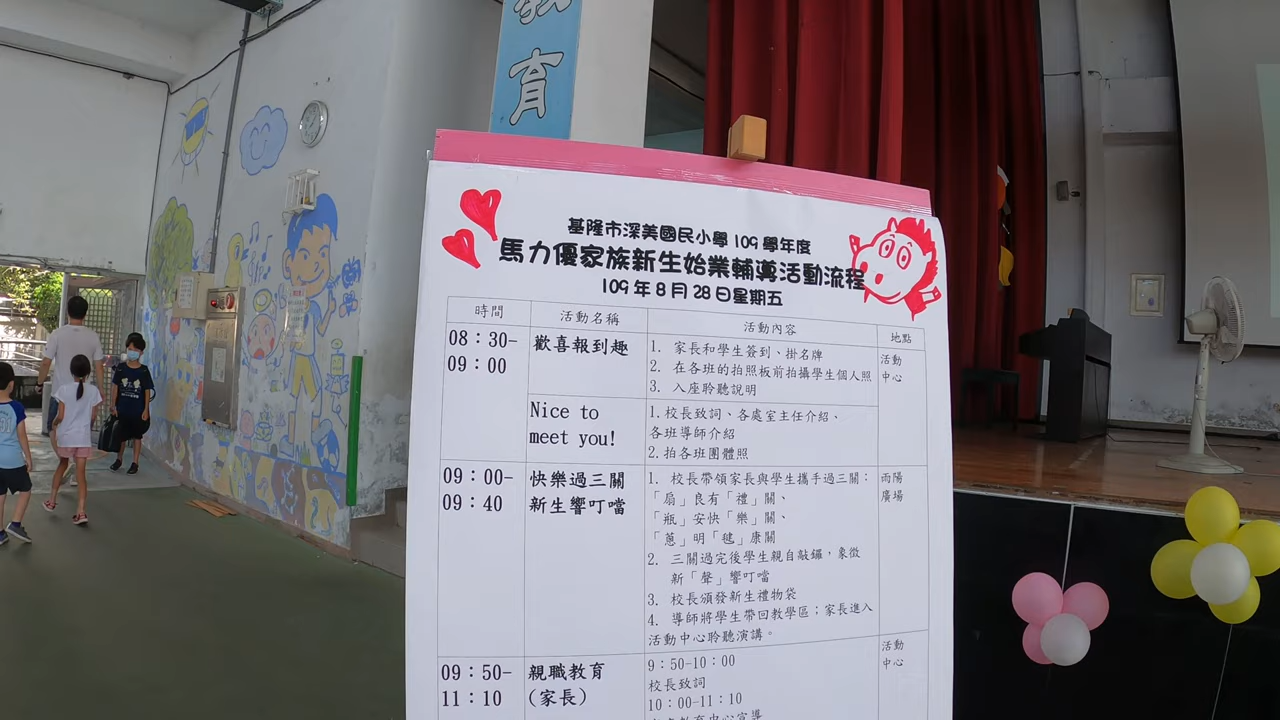 教
育
基隆市深美國民小學109學年度
馬力優家族新生始業輔導活動流程
109年8月28日星期五
時間 活動名稱 活動內容 地點
08：30-
09：00
歡喜報到趣
1. 家長和學生簽到、掛名牌
2. 在各班的拍照板前拍攝學生個人照
3. 入座聆聽說明
活動
中心
Nice to
meet you!
1.校長致詞、各處室主任介紹、
各班導師介紹
2.拍各班團體照
09：00-
09：40
快樂過三關
新生響叮噹
1. 校長帶領家長與學生攜手過三關：
「扇」良有「禮」關、
「瓶」安快「樂」關、
「蔥」明「毽」康關
2. 三關過完後學生親自敲鑼，象徵
新「聲」響叮噹
3. 校長頒發新生禮物袋
4. 導師將學生帶回教學區；家長進入
活動中心聆聽演講。
雨陽
廣場
09：50-
11：10
親職教育
(家長)
9：50-10：00
校長致詞
10：00-11：10
活動
中心